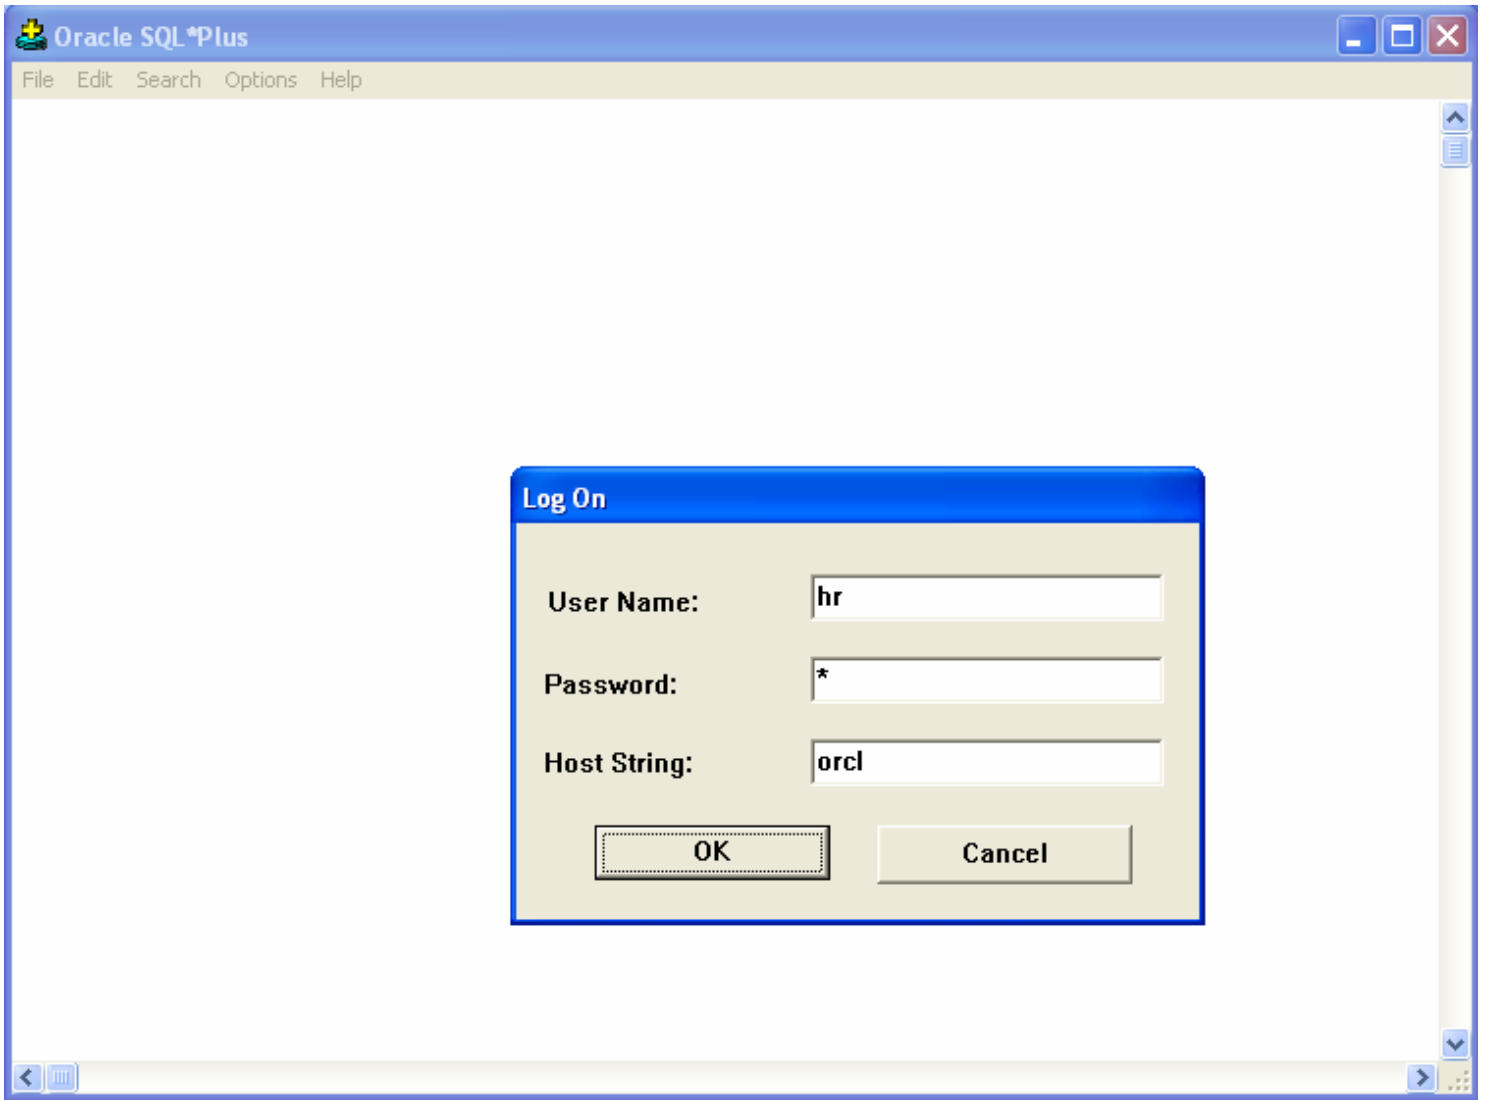 Oracle SQL*Plus
File Edit Search Options Help
Log On
User Name: hr
Password: *
Host String: orcl
OK Cancel